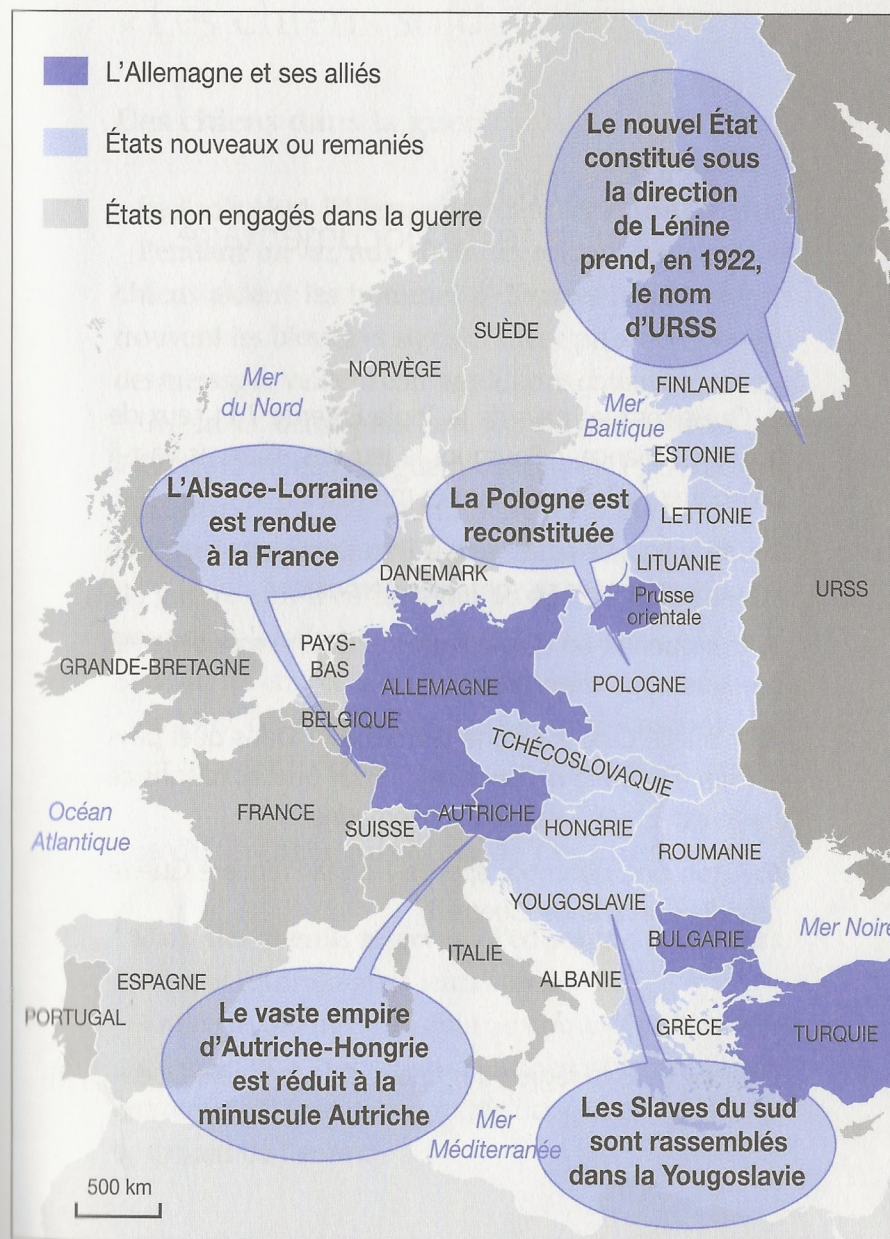 L'Allemagne et ses alliés
États nouveaux ou remaniés
États non engagés dans la guerre
Le nouvel État
constitué sous
la direction
de Lénine
prend, en 1922,
le nom
d'URSS
SUÈDE
NORVÈGE
Mer
du Nord
FINLANDE
Mer
Baltique
ESTONIE
L'Alsace-Lorraine
est rendue
à la France
La Pologne est
reconstituée
LETTONIE
LITUANIE
DANEMARK
Prusse
orientale
URSS
PAYS-
BAS
GRANDE-BRETAGNE
ALLEMAGNE
POLOGNE
BELGIQUE
TCHÉCOSLOVAQUIE
Océan
Atlantique
FRANCE
SUISSE
AUTRICHE
HONGRIE
ROUMANIE
YOUGOSLAVIE
BULGARIE
Mer Noire
ITALIE
ALBANIE
ESPAGNE
PORTUGAL
GRÈCE
TURQUIE
Le vaste empire
d'Autriche-Hongrie
est réduit à la
minuscule Autriche
Mer
Méditerranée
Les Slaves du sud
sont rassemblés
dans la Yougoslavie
500 km